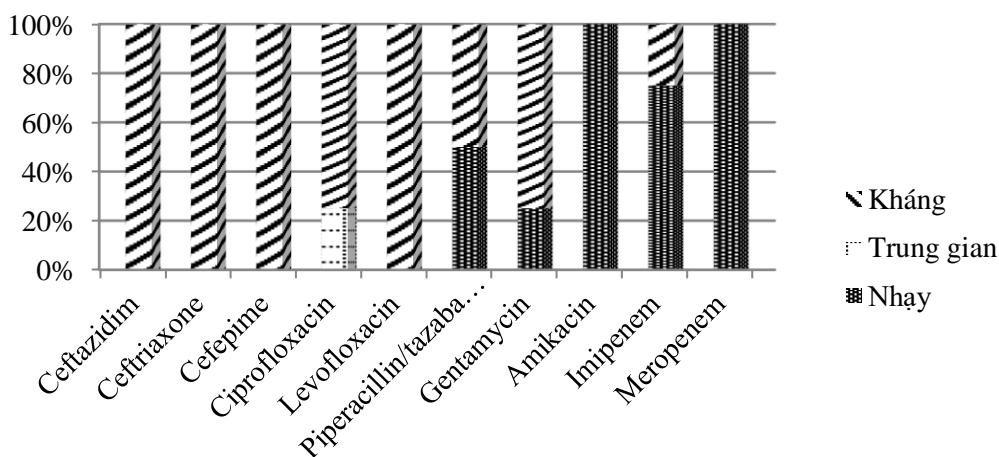 100%
80%
60%
40%
20%
0%
Ceftazidim
Ceftriaxone
Cefepime
Ciprofloxacin
Levofloxacin
Piperacillin/tazaba…
Gentamycin
Amikacin
Imipenem
Meropenem
Kháng
Trung gian
Nhạy